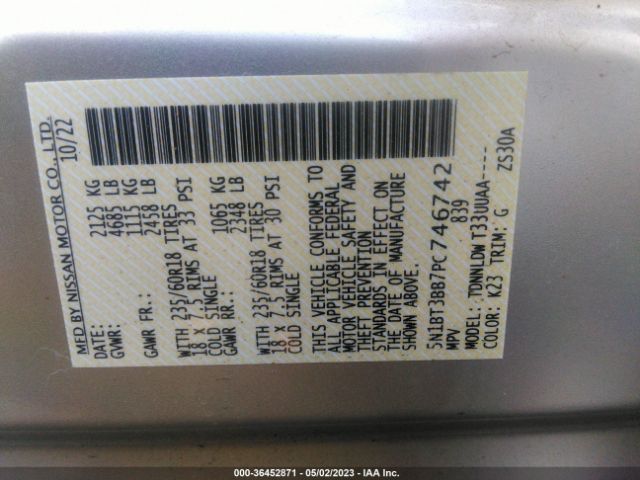 MFD BY NISSAN MOTOR CO., LTD.
DATE: 10/22
GVWR: 2125 KG
4685 LB
GAWR FR.: 1115 KG
2458 LB
WITH 235/60R18 TIRES
18 X 7.5 RIMS AT 33 PSI
COLD SINGLE
GAWR RR.: 1065 KG
2348 LB
WITH 235/60R18 TIRES
18 X 7.5 RIMS AT 30 PSI
COLD SINGLE
THIS VEHICLE CONFORMS TO
ALL APPLICABLE FEDERAL
MOTOR VEHICLE SAFETY AND
THEFT PREVENTION
STANDARDS IN EFFECT ON
THE DATE OF MANUFACTURE
SHOWN ABOVE.
5N1BT3BB7PC746742
MPV 839
MODEL: TDNNLDW T33UUAA----
COLOR: K23 TRIM: G ZS30A
000-36452871 - 05/02/2023 - IAA Inc.